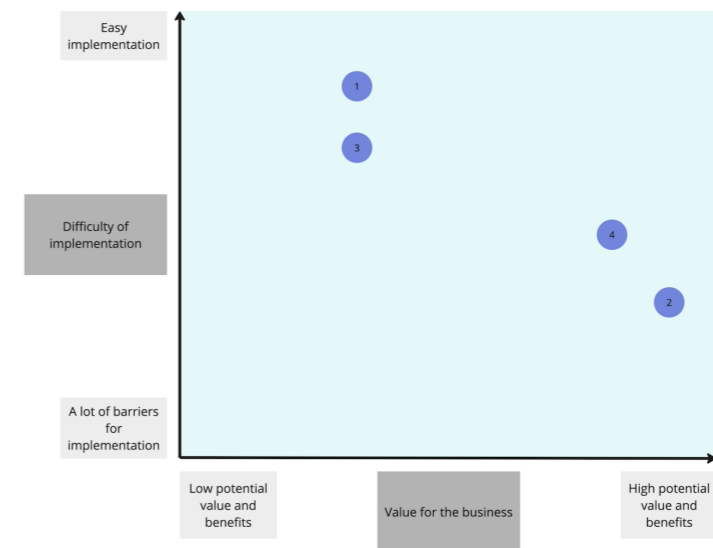 Easy
implementation
1
3
Difficulty of
implementation
4
2
A lot of barriers
for
implementation
Low potential
value and
benefits
Value for the business
High potential
value and
benefits